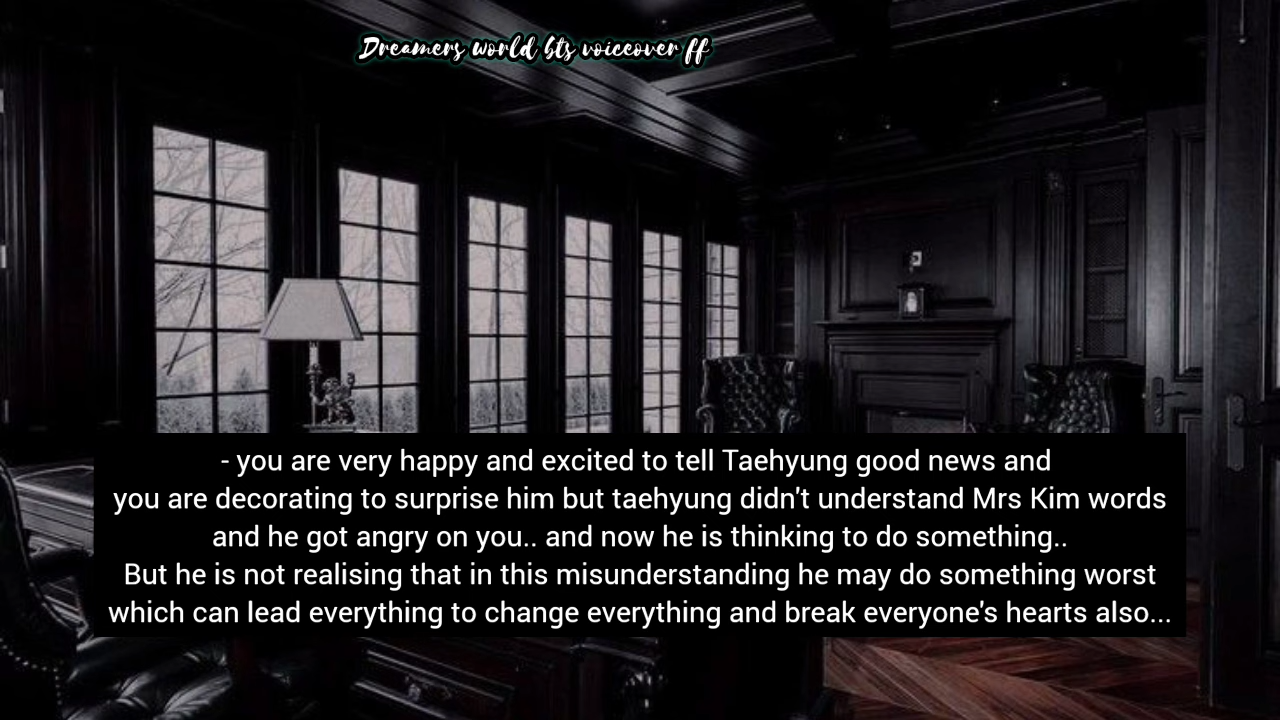 Dreamers world bts voiceover ff
- you are very happy and excited to tell Taehyung good news and
you are decorating to surprise him but taehyung didn't understand Mrs Kim words
and he got angry on you.. and now he is thinking to do something..
But he is not realising that in this misunderstanding he may do something worst
which can lead everything to change everything and break everyone's hearts also...